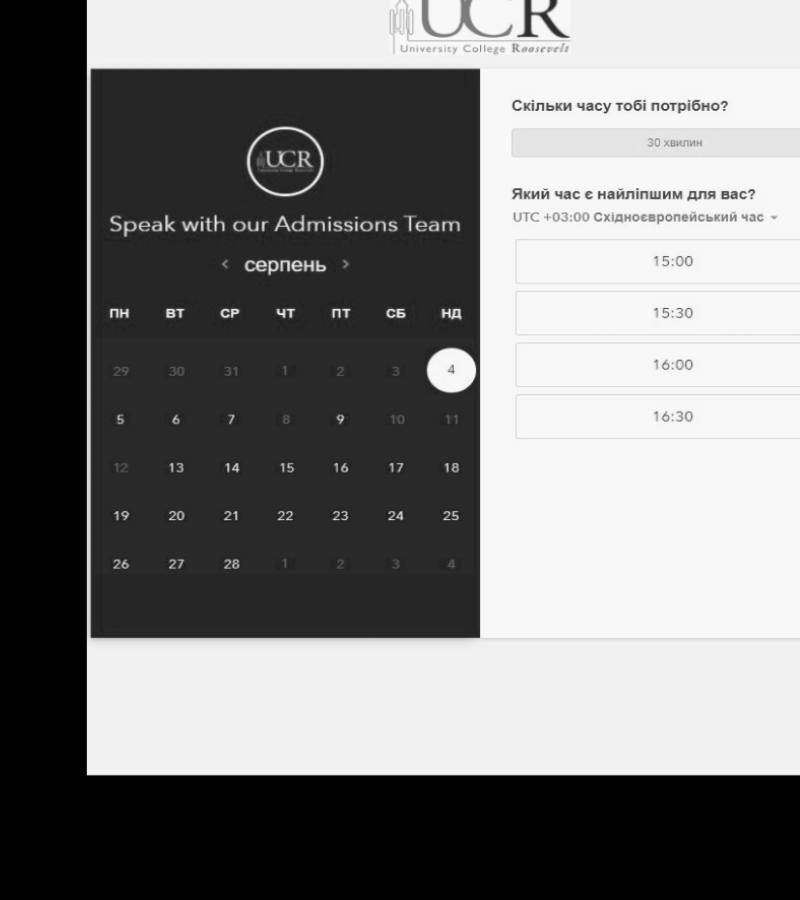 UCR
University College Roosevelt
UCR
Speak with our Admissions Team
< серпень >
ПН ВТ СР ЧТ ПТ СБ НД
29 30 31 1 2 3 4
5 6 7 8 9 10 11
12 13 14 15 16 17 18
19 20 21 22 23 24 25
26 27 28 1 2 3 4
Скільки часу тобі потрібно?
30 хвилин
Який час є найліпшим для вас?
UTC +03:00 Східноєвропейський час
15:00
15:30
16:00
16:30